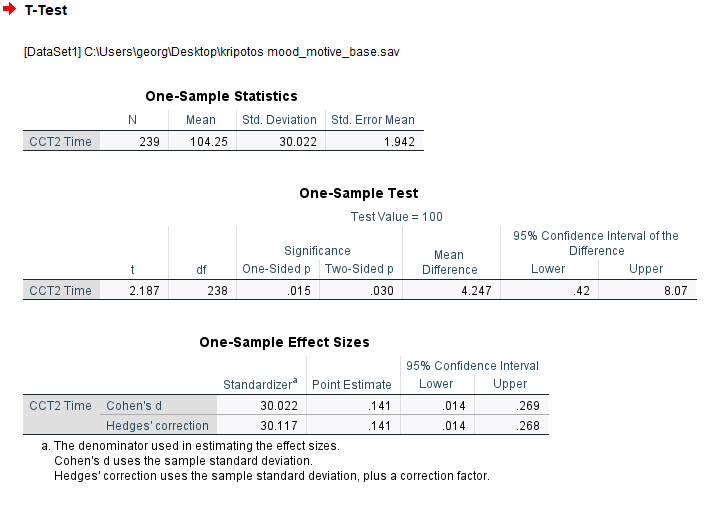 T-Test
[DataSet1] C:\Users\georg\Desktop\kripotos mood_motive_base.sav
One-Sample Statistics
N Mean Std. Deviation Std. Error Mean
CCT2 Time 239 104.25 30.022 1.942
One-Sample Test
Test Value = 100
t df Significance One-Sided p Two-Sided p Mean Difference 95% Confidence Interval of the Difference Lower Upper
CCT2 Time 2.187 238 .015 .030 4.247 .42 8.07
One-Sample Effect Sizes
Standardizerᵃ Point Estimate 95% Confidence Interval Lower Upper
CCT2 Time Cohen's d 30.022 .141 .014 .269
Hedges' correction 30.117 .141 .014 .268
a. The denominator used in estimating the effect sizes.
Cohen's d uses the sample standard deviation.
Hedges' correction uses the sample standard deviation, plus a correction factor.